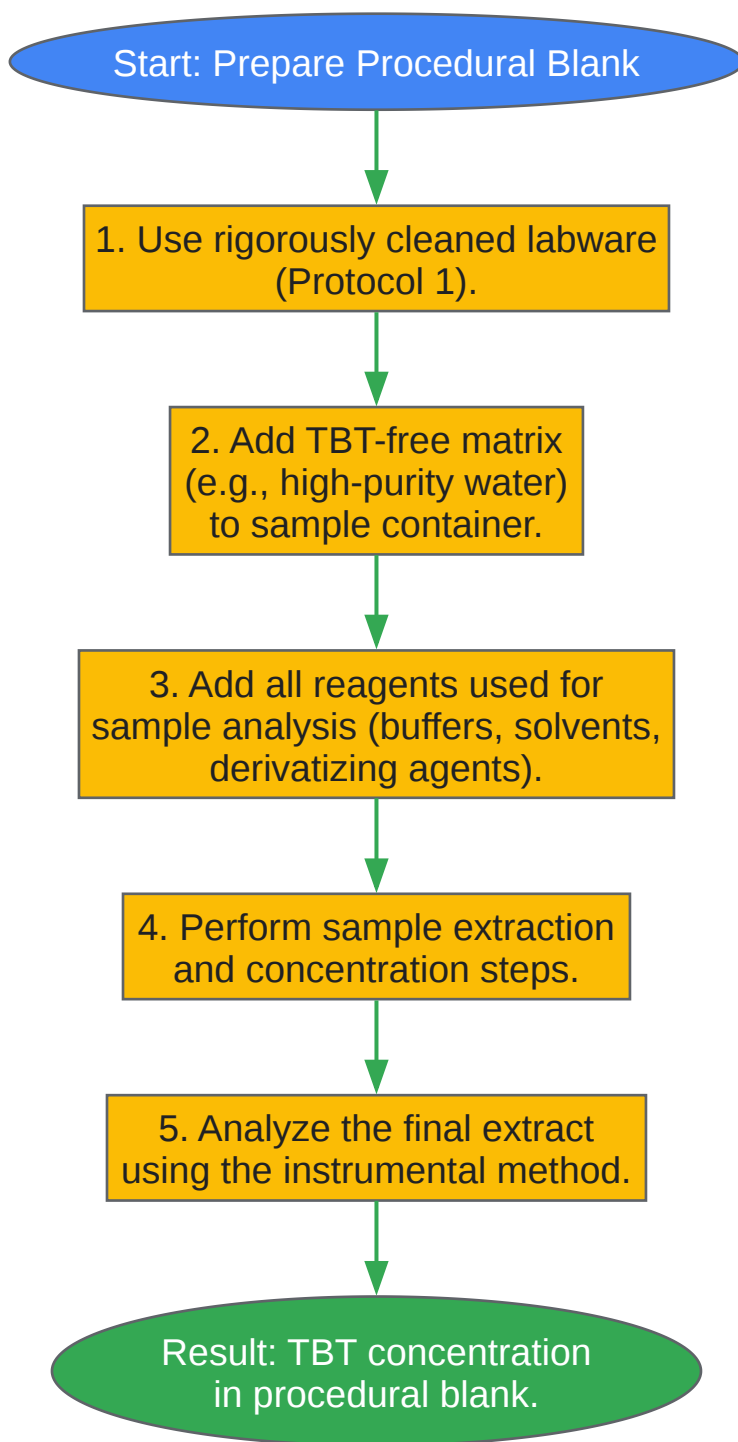 Start: Prepare Procedural Blank
1. Use rigorously cleaned labware
(Protocol 1).
2. Add TBT-free matrix
(e.g., high-purity water)
to sample container.
3. Add all reagents used for
sample analysis (buffers, solvents,
derivatizing agents).
4. Perform sample extraction
and concentration steps.
5. Analyze the final extract
using the instrumental method.
Result: TBT concentration
in procedural blank.